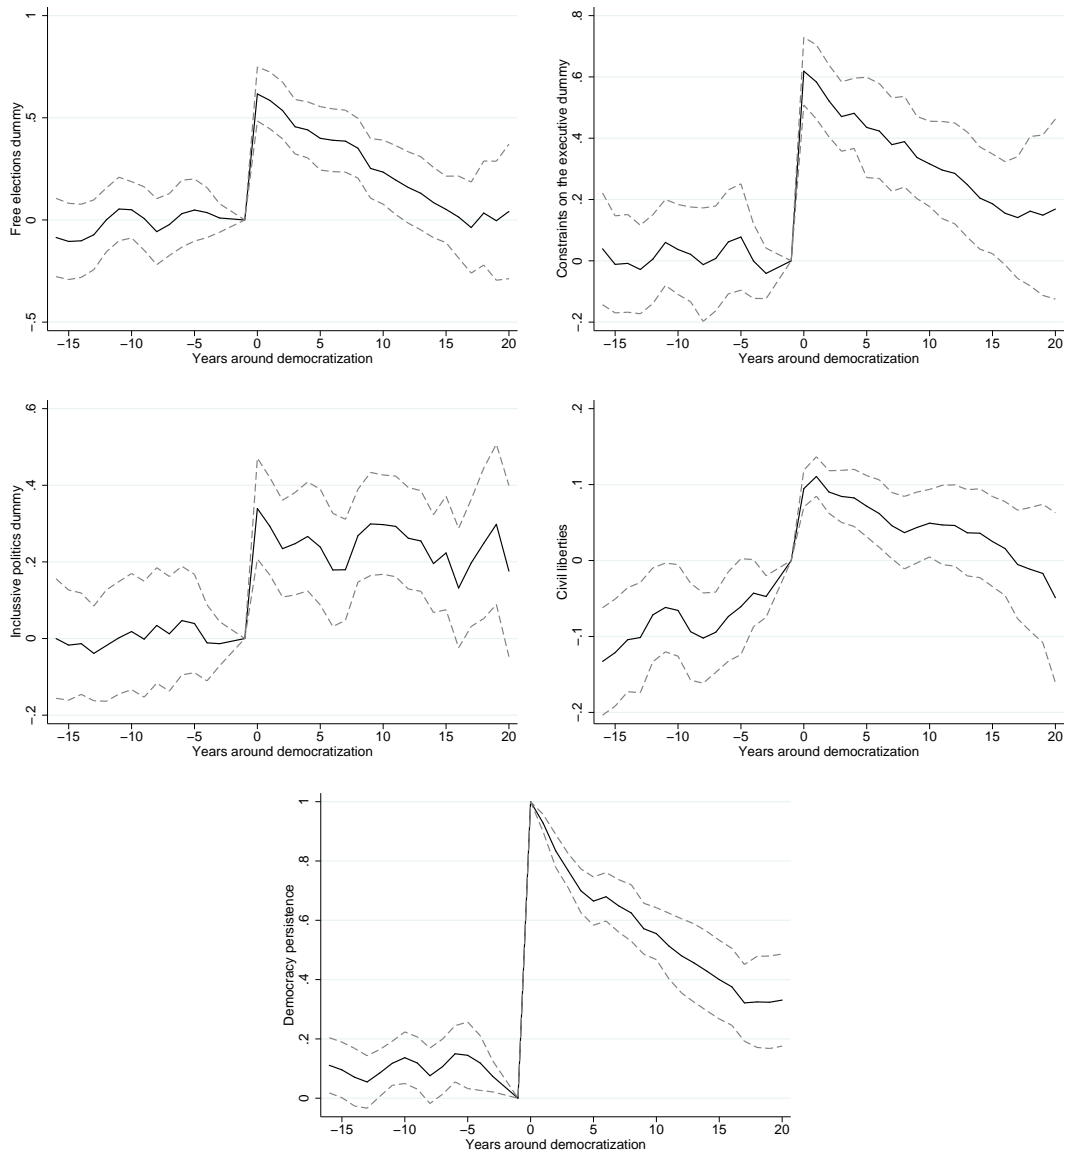 Free elections dummy
1
.5
0
−.5
−15 −10 −5 0 5 10 15 20
Years around democratization
Constraints on the executive dummy
.8
.6
.4
.2
0
−.2
−15 −10 −5 0 5 10 15 20
Years around democratization
Inclussive politics dummy
.6
.4
.2
0
−.2
−15 −10 −5 0 5 10 15 20
Years around democratization
Civil liberties
.2
.1
0
−.1
−.2
−15 −10 −5 0 5 10 15 20
Years around democratization
Democracy persistence
1
.8
.6
.4
.2
0
−15 −10 −5 0 5 10 15 20
Years around democratization